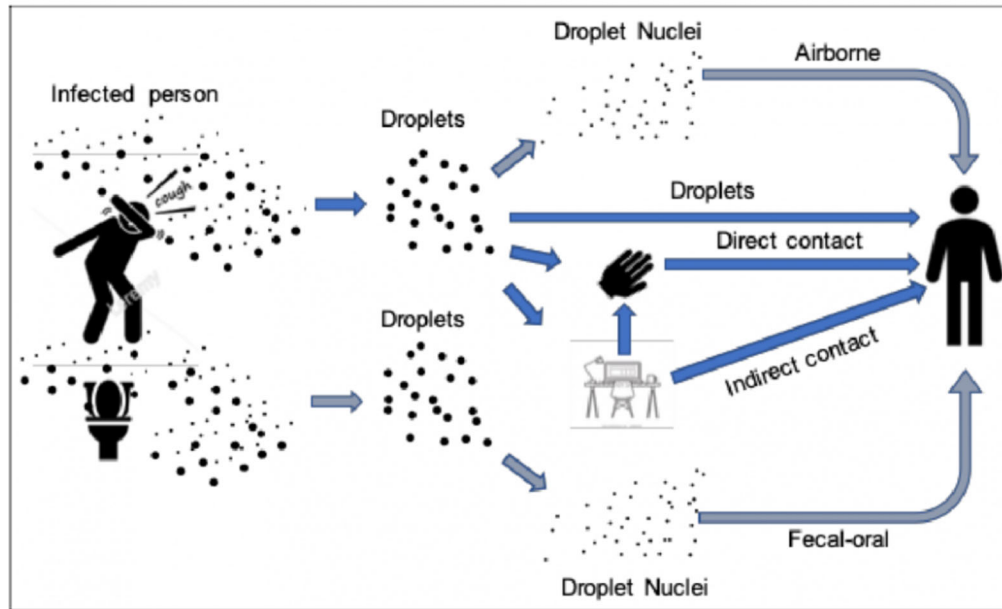 Droplet Nuclei
Airborne
Infected person
Droplets
cough
Droplets
Direct contact
Droplets
Indirect contact
Fecal-oral
Droplet Nuclei